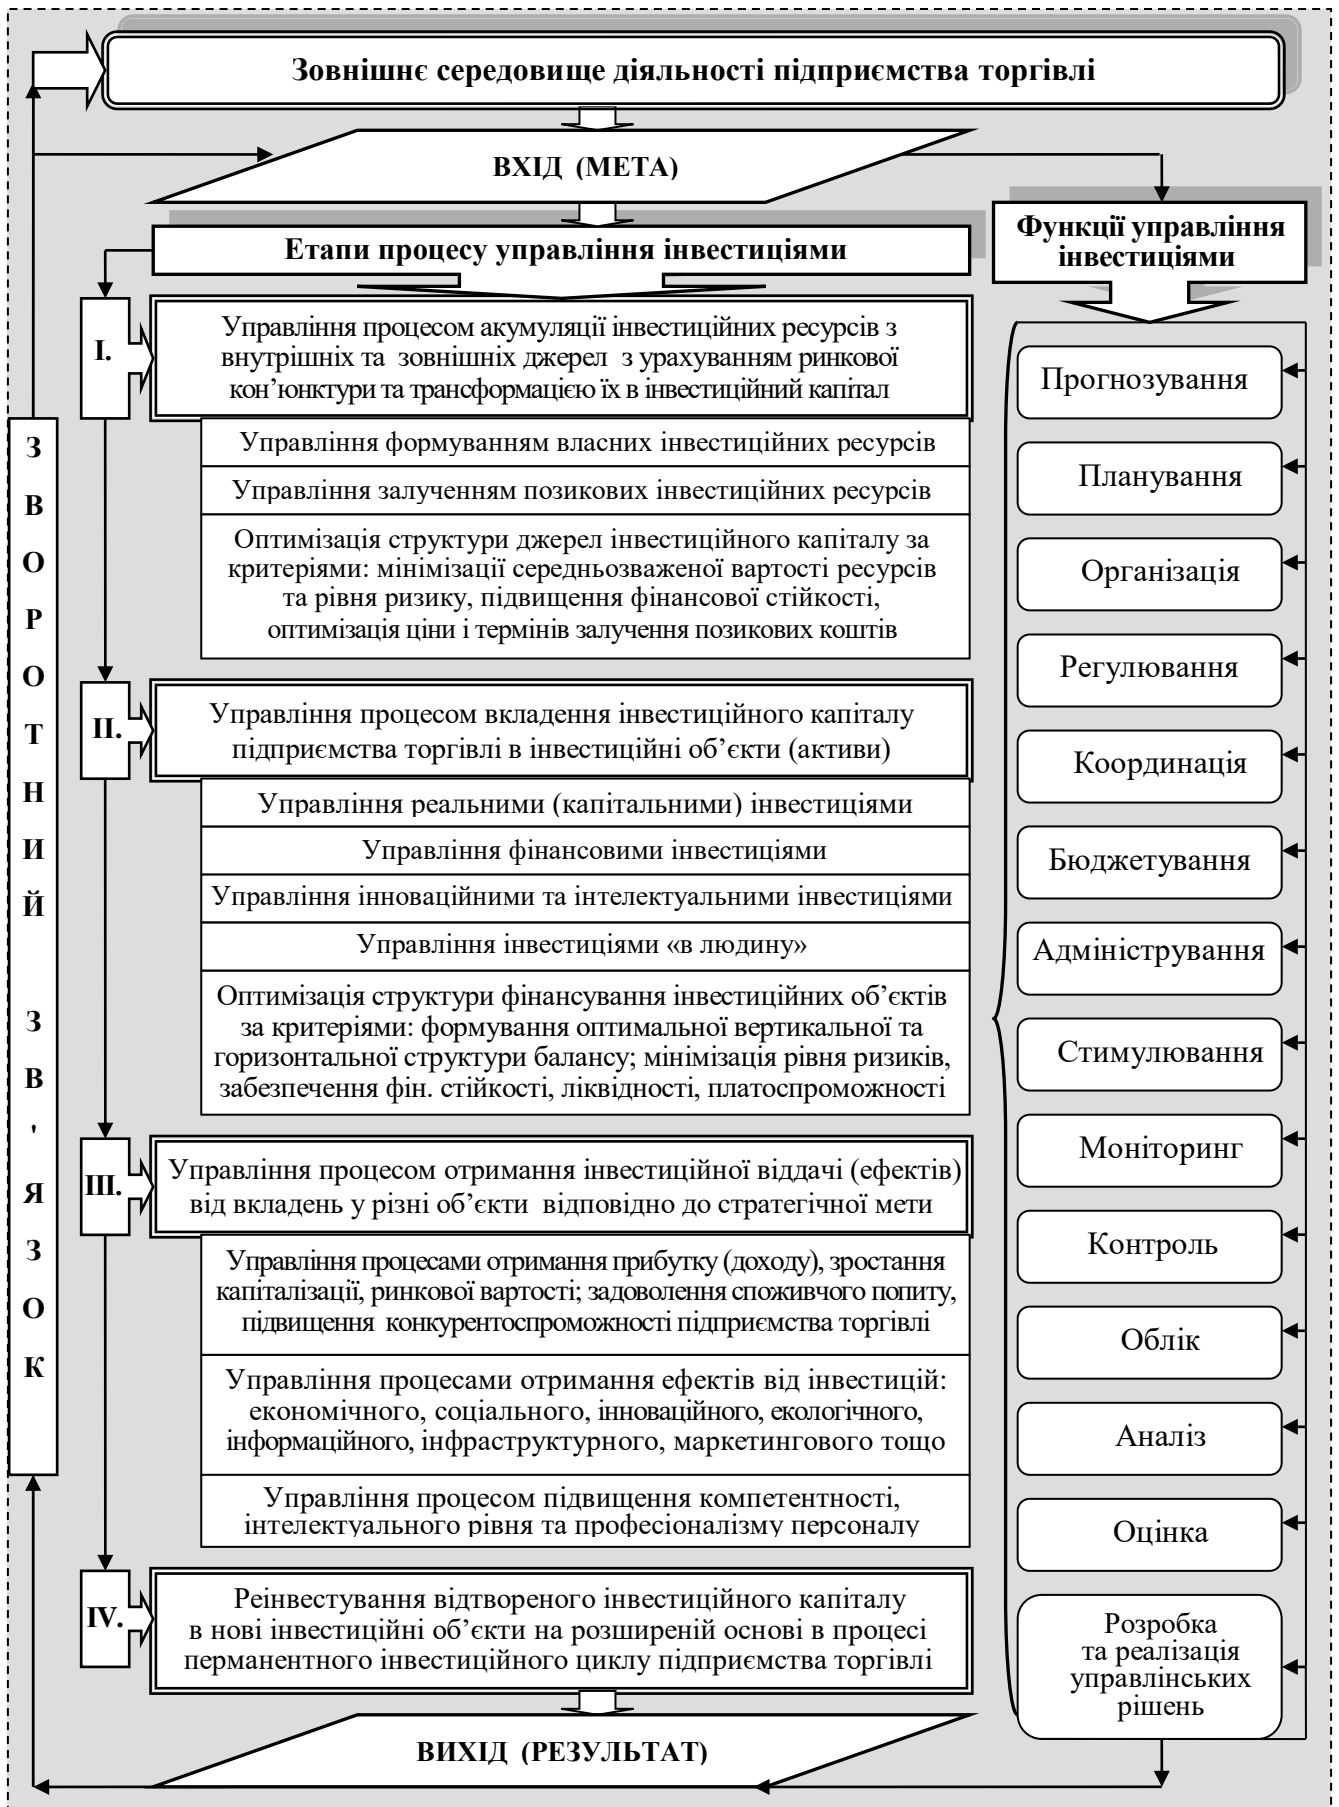 Зовнішнє середовище діяльності підприємства торгівлі
ВХІД (МЕТА)
Етапи процесу управління інвестиціями
Функції управління
інвестиціями
I.
Управління процесом акумуляції інвестиційних ресурсів з
внутрішніх та зовнішніх джерел з урахуванням ринкової
кон’юнктури та трансформацією їх в інвестиційний капітал
Управління формуванням власних інвестиційних ресурсів
Управління залученням позикових інвестиційних ресурсів
Оптимізація структури джерел інвестиційного капіталу за
критеріями: мінімізації середньозваженої вартості ресурсів
та рівня ризику, підвищення фінансової стійкості,
оптимізація ціни і термінів залучення позикових коштів
II.
Управління процесом вкладення інвестиційного капіталу
підприємства торгівлі в інвестиційні об’єкти (активи)
Управління реальними (капітальними) інвестиціями
Управління фінансовими інвестиціями
Управління інноваційними та інтелектуальними інвестиціями
Управління інвестиціями «в людину»
Оптимізація структури фінансування інвестиційних об’єктів
за критеріями: формування оптимальної вертикальної та
горизонтальної структури балансу; мінімізація рівня ризиків,
забезпечення фін. стійкості, ліквідності, платоспроможності
III.
Управління процесом отримання інвестиційної віддачі (ефектів)
від вкладень у різні об’єкти відповідно до стратегічної мети
Управління процесами отримання прибутку (доходу), зростання
капіталізації, ринкової вартості; задоволення споживчого попиту,
підвищення конкурентоспроможності підприємства торгівлі
Управління процесами отримання ефектів від інвестицій:
економічного, соціального, інноваційного, екологічного,
інформаційного, інфраструктурного, маркетингового тощо
Управління процесом підвищення компетентності,
інтелектуального рівня та професіоналізму персоналу
IV.
Реінвестування відтвореного інвестиційного капіталу
в нові інвестиційні об’єкти на розширеній основі в процесі
перманентного інвестиційного циклу підприємства торгівлі
ВИХІД (РЕЗУЛЬТАТ)
Прогнозування
Планування
Організація
Регулювання
Координація
Бюджетування
Адміністрування
Стимулювання
Моніторинг
Контроль
Облік
Аналіз
Оцінка
Розробка
та реалізація
управлінських
рішень
ЗВОРОТНИЙ ЗВ'ЯЗОК